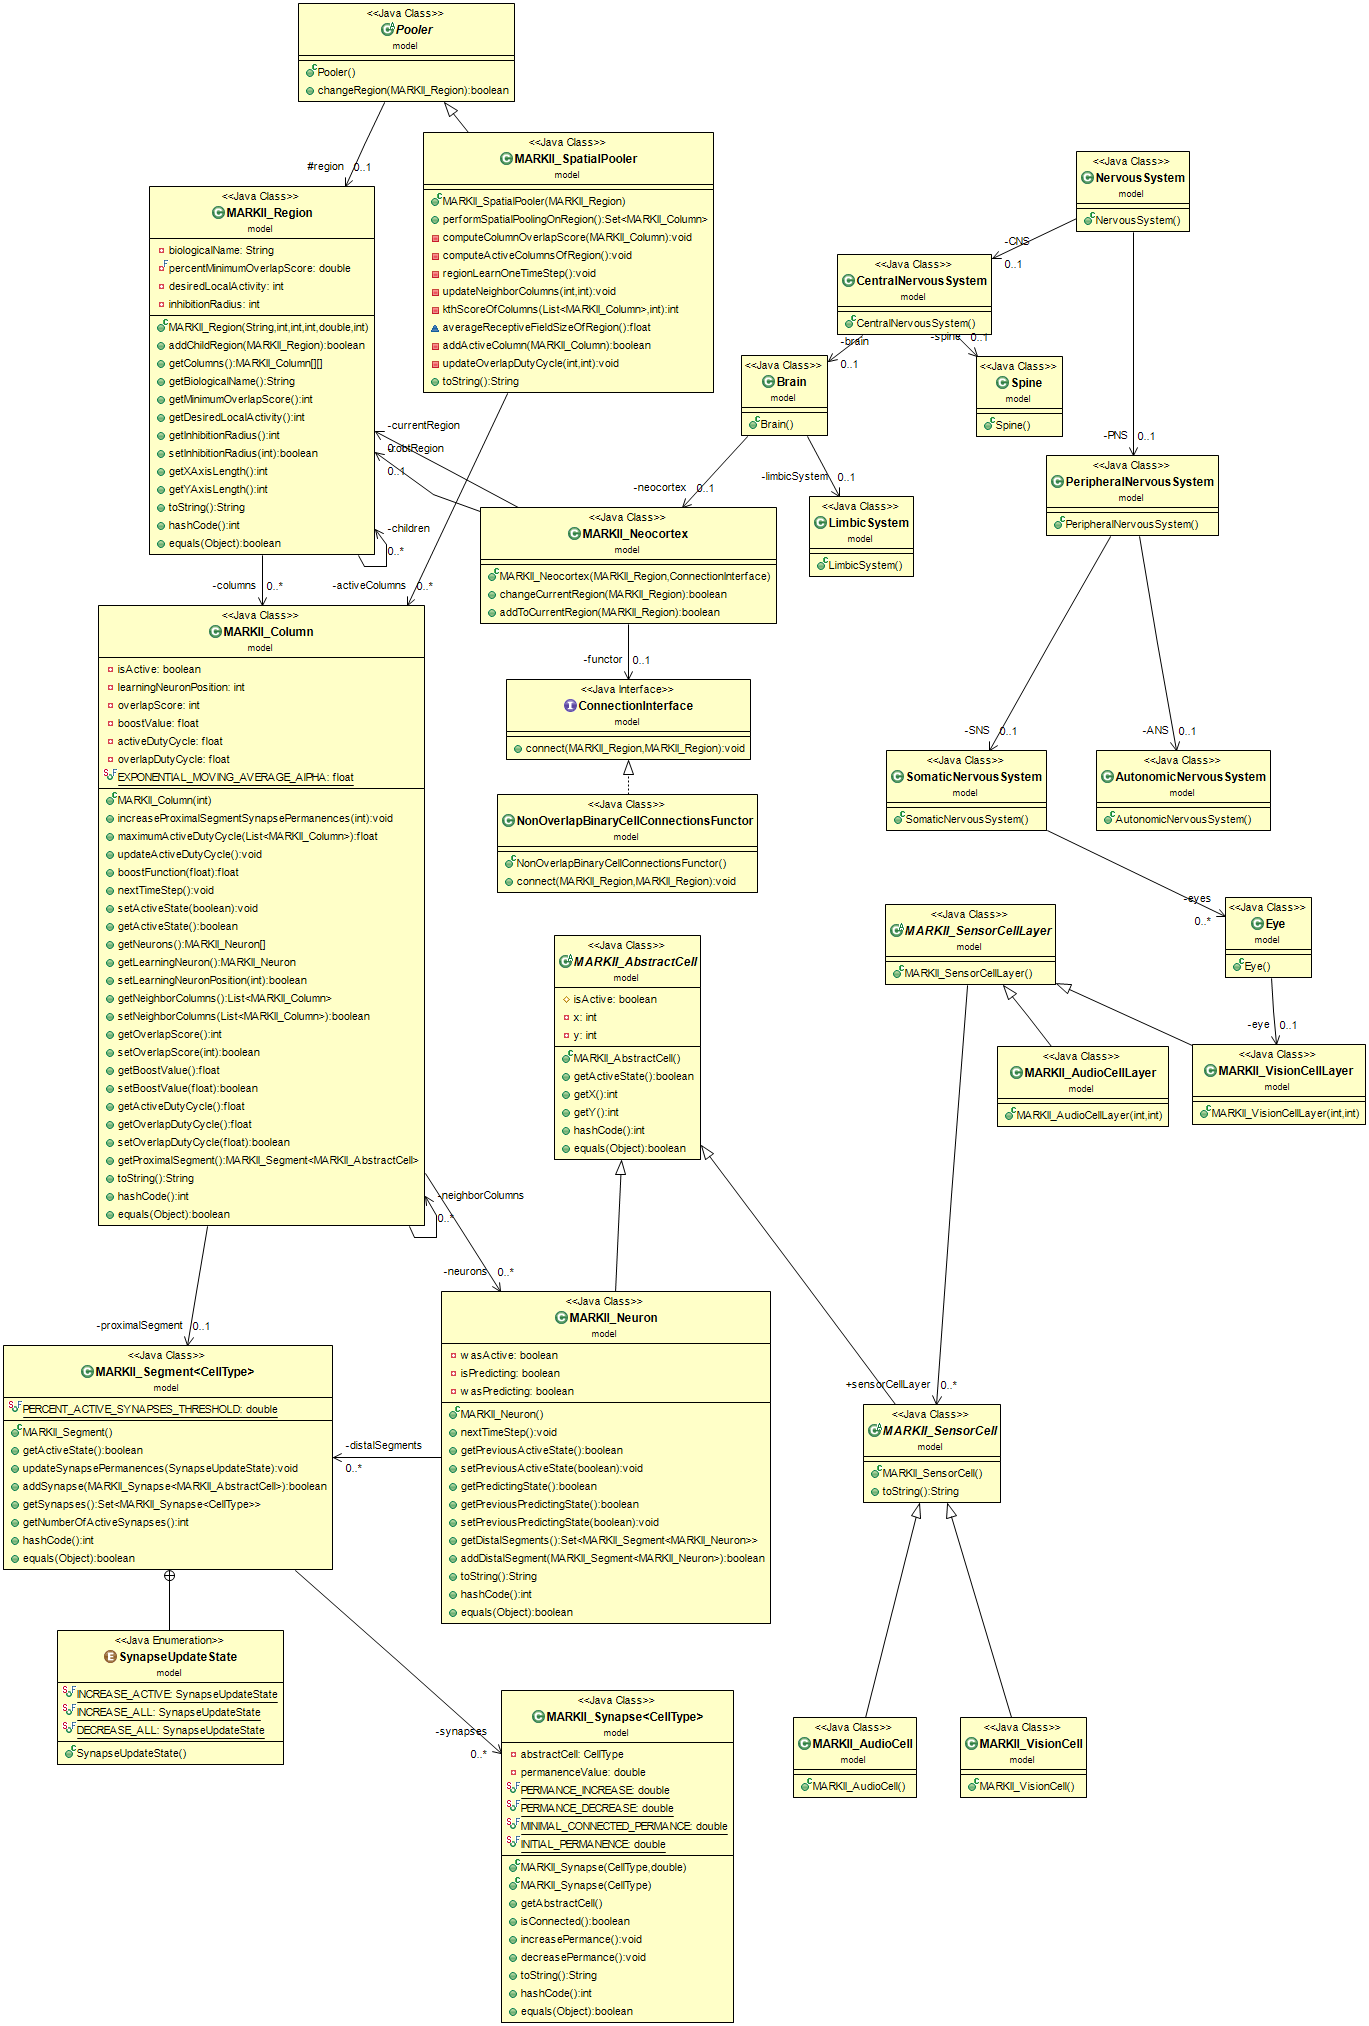 <<Java Class>>
Pooler
model
Pooler()
changeRegion(MARKII_Region):boolean
#region
0..1
<<Java Class>>
MARKII_SpatialPooler
model
MARKII_SpatialPooler(MARKII_Region)
performSpatialPoolingOnRegion():Set<MARKII_Column>
computeColumnOverlapScore(MARKII_Column):void
computeActiveColumnsOfRegion():void
regionLearnOneTimeStep():void
updateNeighborColumns(int,int):void
kthScoreOfColumns(List<MARKII_Column>,int):int
averageReceptiveFieldSizeOfRegion():float
addActiveColumn(MARKII_Column):boolean
updateOverlapDutyCycle(int,int):void
toString():String
<<Java Class>>
MARKII_Region
model
biologicalName: String
percentMinimumOverlapScore: double
desiredLocalActivity: int
inhibitionRadius: int
MARKII_Region(String,int,int,int,double,int)
addChildRegion(MARKII_Region):boolean
getColumns():MARKII_Column[][]
getBiologicalName():String
getMinimumOverlapScore():int
getDesiredLocalActivity():int
getInhibitionRadius():int
setInhibitionRadius(int):boolean
getXAxisLength():int
getYAxisLength():int
toString():String
hashCode():int
equals(Object):boolean
<<Java Class>>
NervousSystem
model
NervousSystem()
-CNS
0..1
<<Java Class>>
CentralNervousSystem
model
CentralNervousSystem()
-brain
0..1
-spine
0..1
<<Java Class>>
Brain
model
Brain()
<<Java Class>>
Spine
model
Spine()
-PNS
0..1
<<Java Class>>
PeripheralNervousSystem
model
PeripheralNervousSystem()
-currentRegion
-rootRegion
0..1
-neocortex
0..1
-limbicSystem
0..1
<<Java Class>>
LimbicSystem
model
LimbicSystem()
<<Java Class>>
MARKII_Neocortex
model
MARKII_Neocortex(MARKII_Region,ConnectionInterface)
changeCurrentRegion(MARKII_Region):boolean
addToCurrentRegion(MARKII_Region):boolean
-children
0..*
-columns
0..*
-activeColumns
0..*
-functor
0..1
<<Java Interface>>
ConnectionInterface
model
connect(MARKII_Region,MARKII_Region):void
<<Java Class>>
NonOverlapBinaryCellConnectionsFunctor
model
NonOverlapBinaryCellConnectionsFunctor()
connect(MARKII_Region,MARKII_Region):void
<<Java Class>>
MARKII_Column
model
isActive: boolean
learningNeuronPosition: int
overlapScore: int
boostValue: float
activeDutyCycle: float
overlapDutyCycle: float
EXPONENTIAL_MOVING_AVERAGE_AlPHA: float
MARKII_Column(int)
increaseProximalSegmentSynapsePermanences(int):void
maximumActiveDutyCycle(List<MARKII_Column>):float
updateActiveDutyCycle():void
boostFunction(float):float
nextTimeStep():void
setActiveState(boolean):void
getActiveState():boolean
getNeurons():MARKII_Neuron[]
getLearningNeuron():MARKII_Neuron
setLearningNeuronPosition(int):boolean
getNeighborColumns():List<MARKII_Column>
setNeighborColumns(List<MARKII_Column>):boolean
getOverlapScore():int
setOverlapScore(int):boolean
getBoostValue():float
setBoostValue(float):boolean
getActiveDutyCycle():float
getOverlapDutyCycle():float
setOverlapDutyCycle(float):boolean
getProximalSegment():MARKII_Segment<MARKII_AbstractCell>
toString():String
hashCode():int
equals(Object):boolean
-neighborColumns
0..*
-SNS
0..1
-ANS
0..1
<<Java Class>>
SomaticNervousSystem
model
SomaticNervousSystem()
<<Java Class>>
AutonomicNervousSystem
model
AutonomicNervousSystem()
-eyes
0..*
<<Java Class>>
Eye
model
Eye()
-eye
0..1
<<Java Class>>
MARKII_SensorCellLayer
model
MARKII_SensorCellLayer()
<<Java Class>>
MARKII_AudioCellLayer
model
MARKII_AudioCellLayer(int,int)
<<Java Class>>
MARKII_VisionCellLayer
model
MARKII_VisionCellLayer(int,int)
<<Java Class>>
MARKII_AbstractCell
model
isActive: boolean
x: int
y: int
MARKII_AbstractCell()
getActiveState():boolean
getX():int
getY():int
hashCode():int
equals(Object):boolean
-neurons
0..*
<<Java Class>>
MARKII_Neuron
model
wasActive: boolean
isPredicting: boolean
wasPredicting: boolean
MARKII_Neuron()
nextTimeStep():void
getPreviousActiveState():boolean
setPreviousActiveState(boolean):void
getPredictingState():boolean
getPreviousPredictingState():boolean
setPreviousPredictingState(boolean):void
getDistalSegments():Set<MARKII_Segment<MARKII_Neuron>>
addDistalSegment(MARKII_Segment<MARKII_Neuron>):boolean
toString():String
hashCode():int
equals(Object):boolean
-proximalSegment
0..1
<<Java Class>>
MARKII_Segment<CellType>
model
PERCENT_ACTIVE_SYNAPSES_THRESHOLD: double
MARKII_Segment()
getActiveState():boolean
updateSynapsePermanences(SynapseUpdateState):void
addSynapse(MARKII_Synapse<MARKII_AbstractCell>):boolean
getSynapses():Set<MARKII_Synapse<CellType>>
getNumberOfActiveSynapses():int
hashCode():int
equals(Object):boolean
-distalSegments
0..*
+sensorCellLayer
0..*
<<Java Class>>
MARKII_SensorCell
model
MARKII_SensorCell()
toString():String
<<Java Enumeration>>
SynapseUpdateState
model
INCREASE_ACTIVE: SynapseUpdateState
INCREASE_ALL: SynapseUpdateState
DECREASE_ALL: SynapseUpdateState
SynapseUpdateState()
-synapses
0..*
<<Java Class>>
MARKII_Synapse<CellType>
model
abstractCell: CellType
permanenceValue: double
PERMANCE_INCREASE: double
PERMANCE_DECREASE: double
MINIMAL_CONNECTED_PERMANCE: double
INITIAL_PERMANENCE: double
MARKII_Synapse(CellType,double)
MARKII_Synapse(CellType)
getAbstractCell()
isConnected():boolean
increasePermance():void
decreasePermance():void
toString():String
hashCode():int
equals(Object):boolean
<<Java Class>>
MARKII_AudioCell
model
MARKII_AudioCell()
<<Java Class>>
MARKII_VisionCell
model
MARKII_VisionCell()